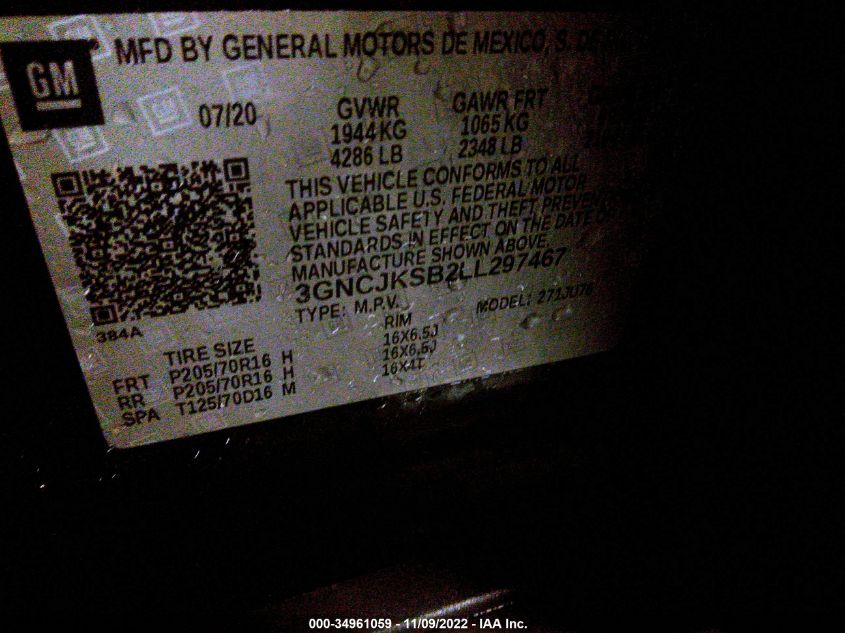 MFD BY GENERAL MOTORS DE MEXICO, S. DE
GM
07/20 GVWR GAWR FRT
1944 KG 1065 KG
4286 LB 2348 LB
THIS VEHICLE CONFORMS TO ALL
APPLICABLE U.S. FEDERAL MOTOR
VEHICLE SAFETY AND THEFT PREVENTION
STANDARDS IN EFFECT ON THE DATE OF
MANUFACTURE SHOWN ABOVE.
3GNCJKSB2LL297467
TYPE: M.P.V. MODEL: 271JU76
384A
TIRE SIZE RIM
FRT P205/70R16 H 16X6.5J
RR P205/70R16 H 16X6.5J
SPA T125/70D16 M 16X4T
000-34961059 - 11/09/2022 - IAA Inc.